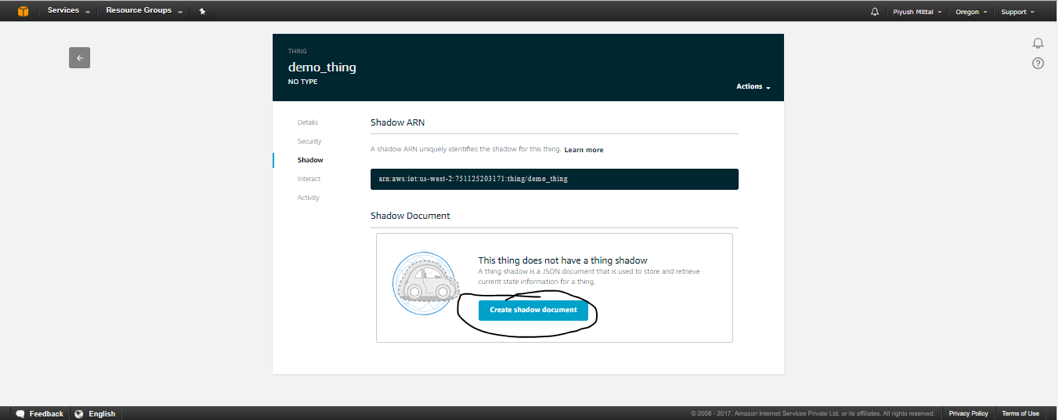 Services
Resource Groups
Piyush Mittal
Oregon
Support
THING
demo_thing
NO TYPE
Actions
Details
Security
Shadow
Interact
Activity
Shadow ARN
A shadow ARN uniquely identifies the shadow for this thing. Learn more
arn:aws:iot:us-west-2:751125203171:thing/demo_thing
Shadow Document
This thing does not have a thing shadow
A thing shadow is a JSON document that is used to store and retrieve
current state information for a thing.
Create shadow document
Feedback
English
© 2008 - 2017, Amazon Internet Services Private Ltd. or its affiliates. All rights reserved.
Privacy Policy
Terms of Use